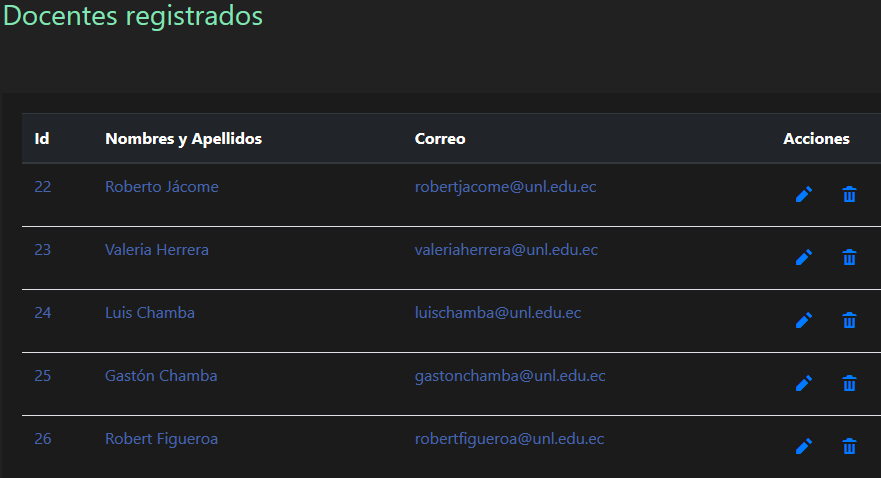 Docentes registrados
Id Nombres y Apellidos Correo Acciones
22 Roberto Jácome robertjacome@unl.edu.ec
23 Valeria Herrera valeriaherrera@unl.edu.ec
24 Luis Chamba luischamba@unl.edu.ec
25 Gastón Chamba gastonchamba@unl.edu.ec
26 Robert Figueroa robertfigueroa@unl.edu.ec